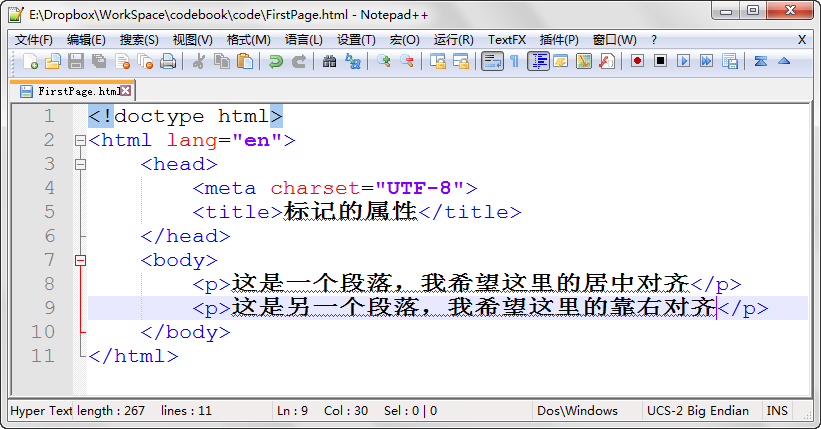 E:\Dropbox\WorkSpace\codebook\code\FirstPage.html - Notepad++
文件(F) 编辑(E) 搜索(S) 视图(V) 格式(M) 语言(L) 设置(T) 宏(O) 运行(R) TextFX 插件(P) 窗口(W) ? X
FirstPage.html
1 <!doctype html>
2 <html lang="en">
3 <head>
4 <meta charset="UTF-8">
5 <title>标记的属性</title>
6 </head>
7 <body>
8 <p>这是一个段落，我希望这里的居中对齐</p>
9 <p>这是另一个段落，我希望这里的靠右对齐</p>
10 </body>
11 </html>
Hyper Text length : 267 lines : 11 Ln : 9 Col : 30 Sel : 0 | 0 Dos\Windows UCS-2 Big Endian INS